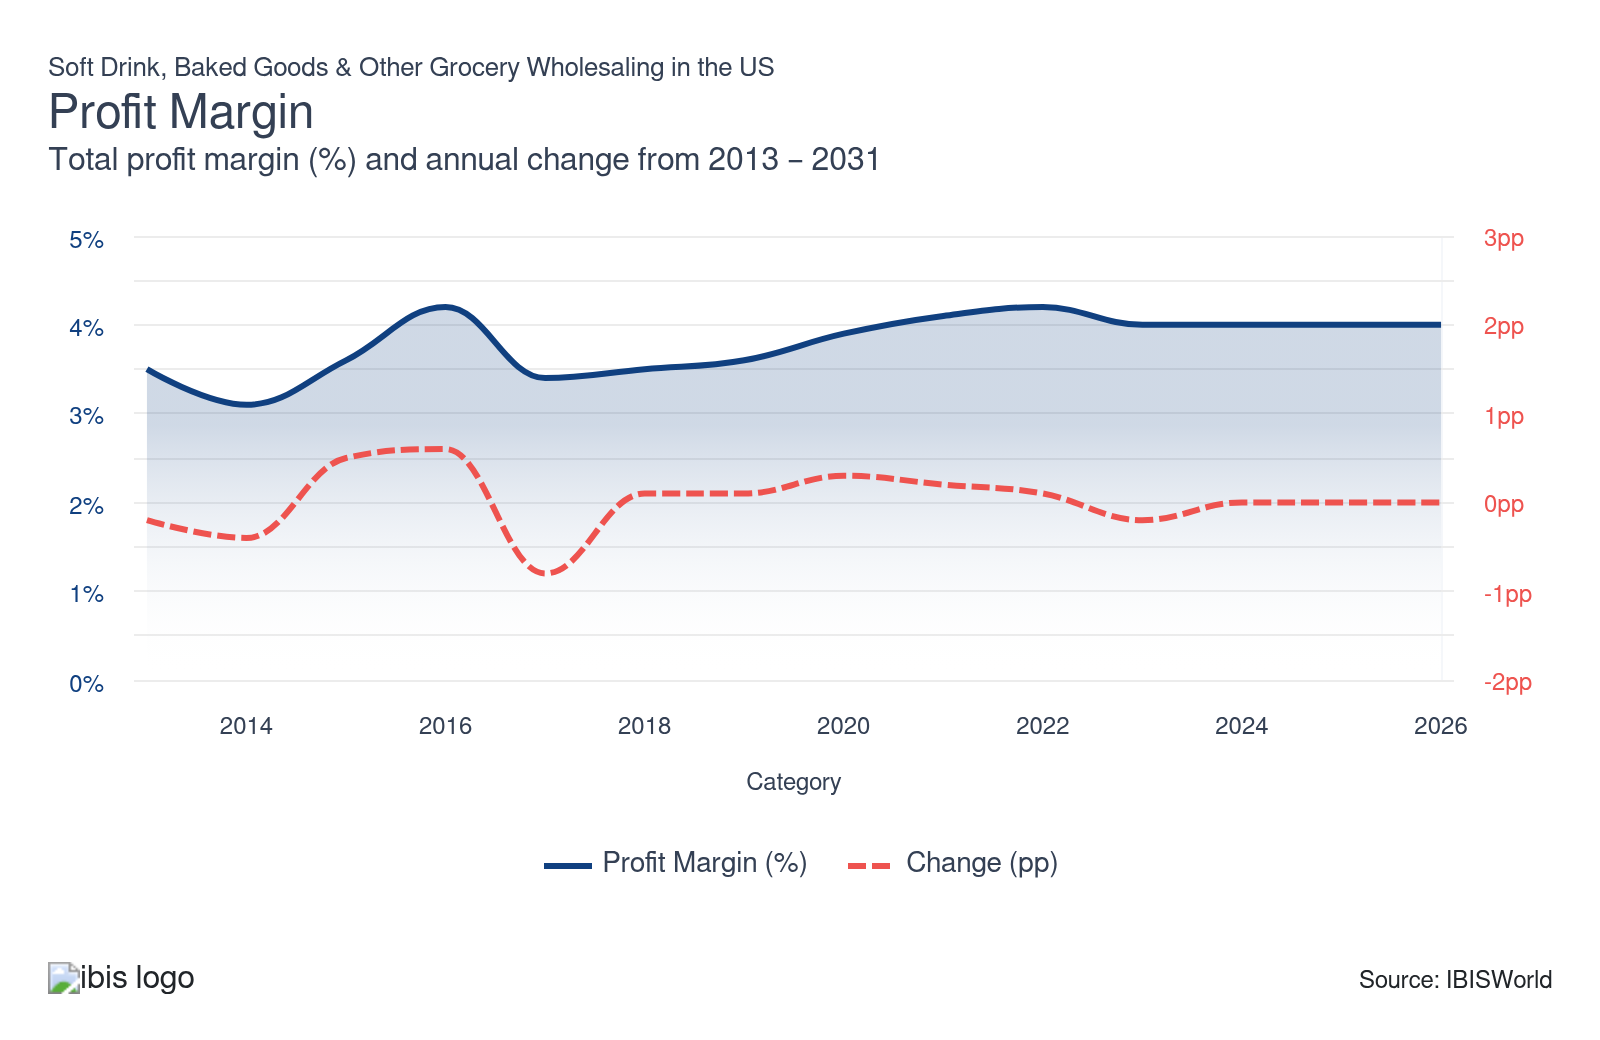 Soft Drink, Baked Goods & Other Grocery Wholesaling in the US
Profit Margin
Total profit margin (%) and annual change from 2013 – 2031
5%
4%
3%
2%
1%
0%
3pp
2pp
1pp
0pp
-1pp
-2pp
2014 2016 2018 2020 2022 2024 2026
Category
Profit Margin (%) Change (pp)
ibis logo
Source: IBISWorld